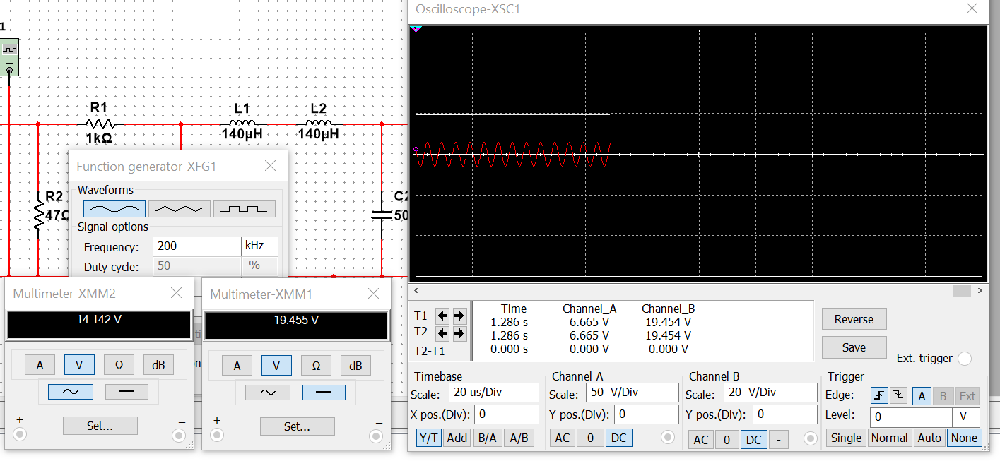 Oscilloscope-XSC1
1
R1
1kΩ
L1
140µH
L2
140µH
R2
47Ω
C2
50
Function generator-XFG1
Waveforms
Signal options
Frequency: 200 kHz
Duty cycle: 50 %
Multimeter-XMM2
14.142 V
A V Ω dB
+ Set... −
Multimeter-XMM1
19.455 V
A V Ω dB
+ Set... −
Time Channel_A Channel_B
T1 1.286 s 6.665 V 19.454 V
T2 1.286 s 6.665 V 19.454 V
T2-T1 0.000 s 0.000 V 0.000 V
Reverse
Save
Ext. trigger
Timebase
Scale: 20 us/Div
X pos.(Div): 0
Y/T Add B/A A/B
Channel A
Scale: 50 V/Div
Y pos.(Div): 0
AC 0 DC
Channel B
Scale: 20 V/Div
Y pos.(Div): 0
AC 0 DC -
Trigger
Edge: A B Ext
Level: 0 V
Single Normal Auto None